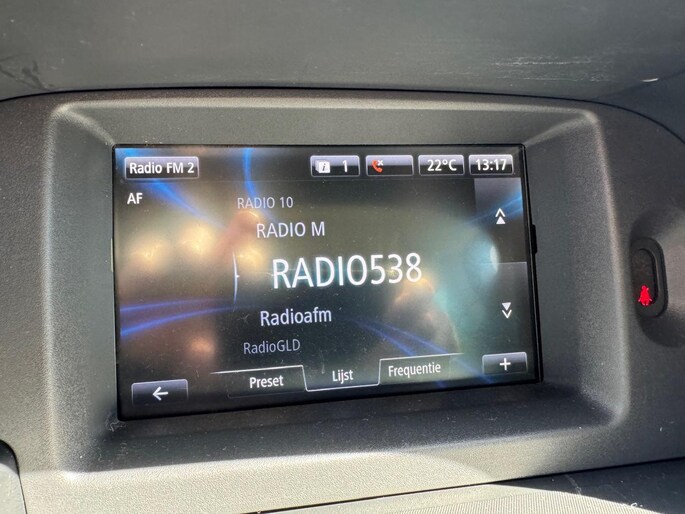 Radio FM 2
1
22°C
13:17
AF
RADIO 10
RADIO M
RADIO538
Radioafm
RadioGLD
Preset
Lijst
Frequentie